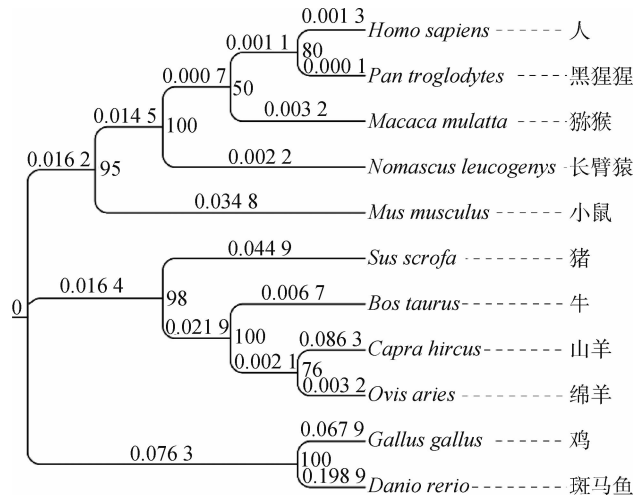 0.001 3
Homo sapiens 人
0.001 1
80
0.000 1
Pan troglodytes 黑猩猩
0.000 7
50
0.003 2
Macaca mulatta 猕猴
0.014 5
100
0.002 2
Nomascus leucogenys 长臂猿
0.016 2
95
0.034 8
Mus musculus 小鼠
0.044 9
Sus scrofa 猪
0.016 4
98
0.006 7
Bos taurus 牛
0
0.021 9
100
0.086 3
Capra hircus 山羊
0.002 1
76
0.003 2
Ovis aries 绵羊
0.067 9
Gallus gallus 鸡
0.076 3
100
0.198 9
Danio rerio 斑马鱼